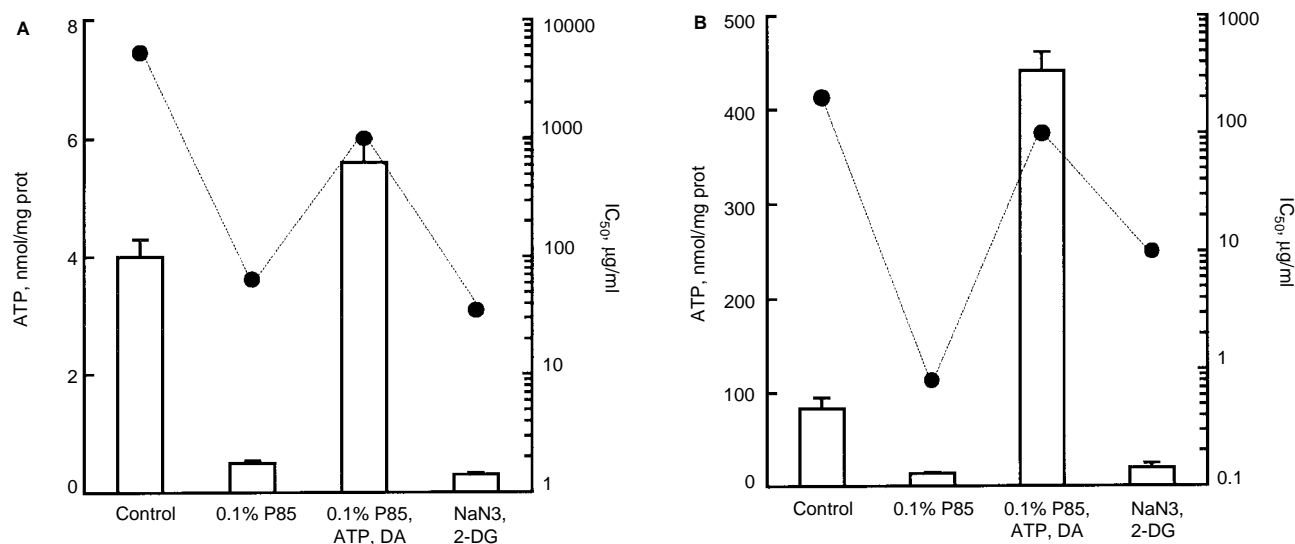 A
8
6
4
2
0
ATP, nmol/mg prot
10000
1000
100
10
1
IC50, µg/ml
Control
0.1% P85
0.1% P85,
ATP, DA
NaN3,
2-DG
B
500
400
300
200
100
0
ATP, nmol/mg prot
1000
100
10
1
0.1
IC50, µg/ml
Control
0.1% P85
0.1% P85,
ATP, DA
NaN3,
2-DG